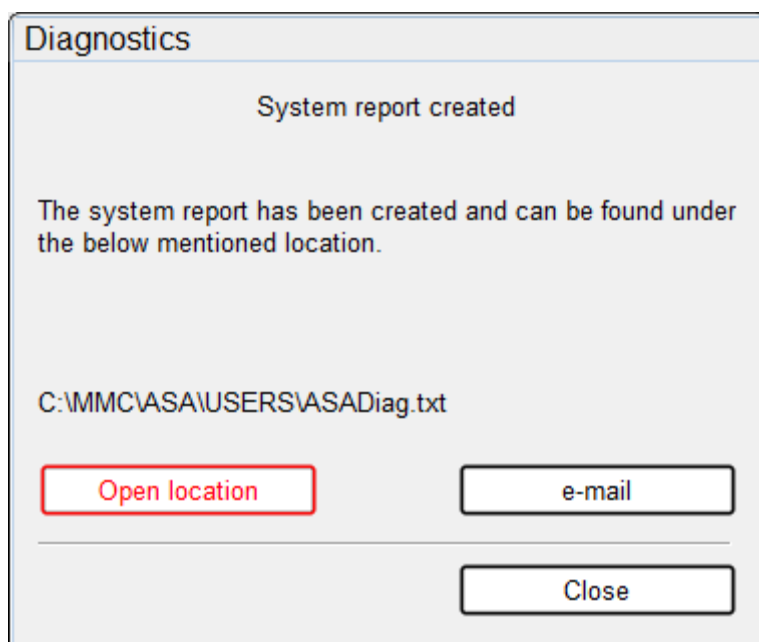 Diagnostics
System report created
The system report has been created and can be found under
the below mentioned location.
C:\MMC\ASA\USERS\ASADiag.txt
Open location
e-mail
Close